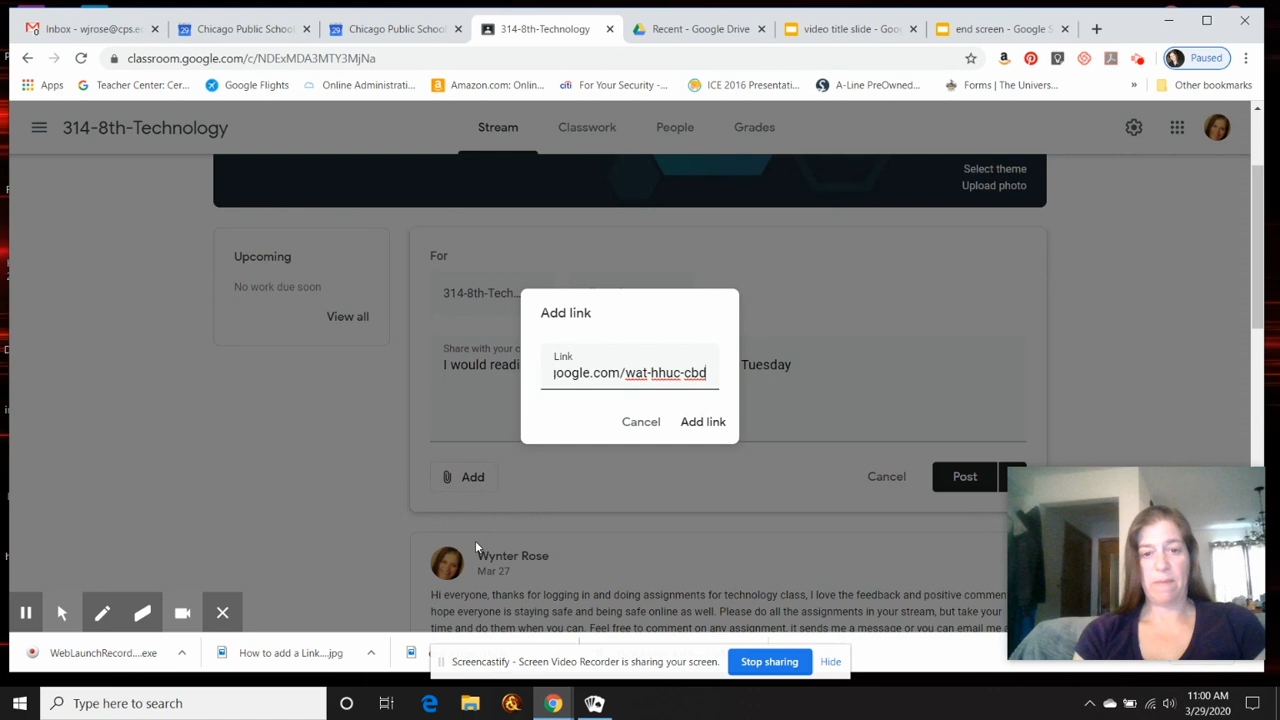 Inbox - wjrose@cps.e
Chicago Public School
Chicago Public School
314-8th-Technology
Recent - Google Drive
video title slide - Goo
end screen - Google S
classroom.google.com/c/NDExMDA3MTY3MjNa
Paused
Apps
Teacher Center: Cer...
Google Flights
Online Administrati...
Amazon.com: Onlin...
citi
For Your Security -...
ICE 2016 Presentati...
A-Line PreOwned...
Forms | The Univers...
»
Other bookmarks
314-8th-Technology
Stream
Classwork
People
Grades
Select theme
Upload photo
Upcoming
No work due soon
View all
For
314-8th-Tech...
Share with your c
I would readi
Tuesday
Add link
Link
google.com/wat-hhuc-cbd
Cancel
Add link
Add
Cancel
Post
Wynter Rose
Mar 27
Hi everyone, thanks for logging in and doing assignments for technology class, I love the feedback and positive commen
hope everyone is staying safe and being safe online as well. Please do all the assignments in your stream, but take your
time and do them when you can. Feel free to comment on any assignment, it sends me a message or you can email me
WebLaunchRecord....exe
How to add a Link....jpg
Screencastify - Screen Video Recorder is sharing your screen.
Stop sharing
Hide
Type here to search
11:00 AM
3/29/2020